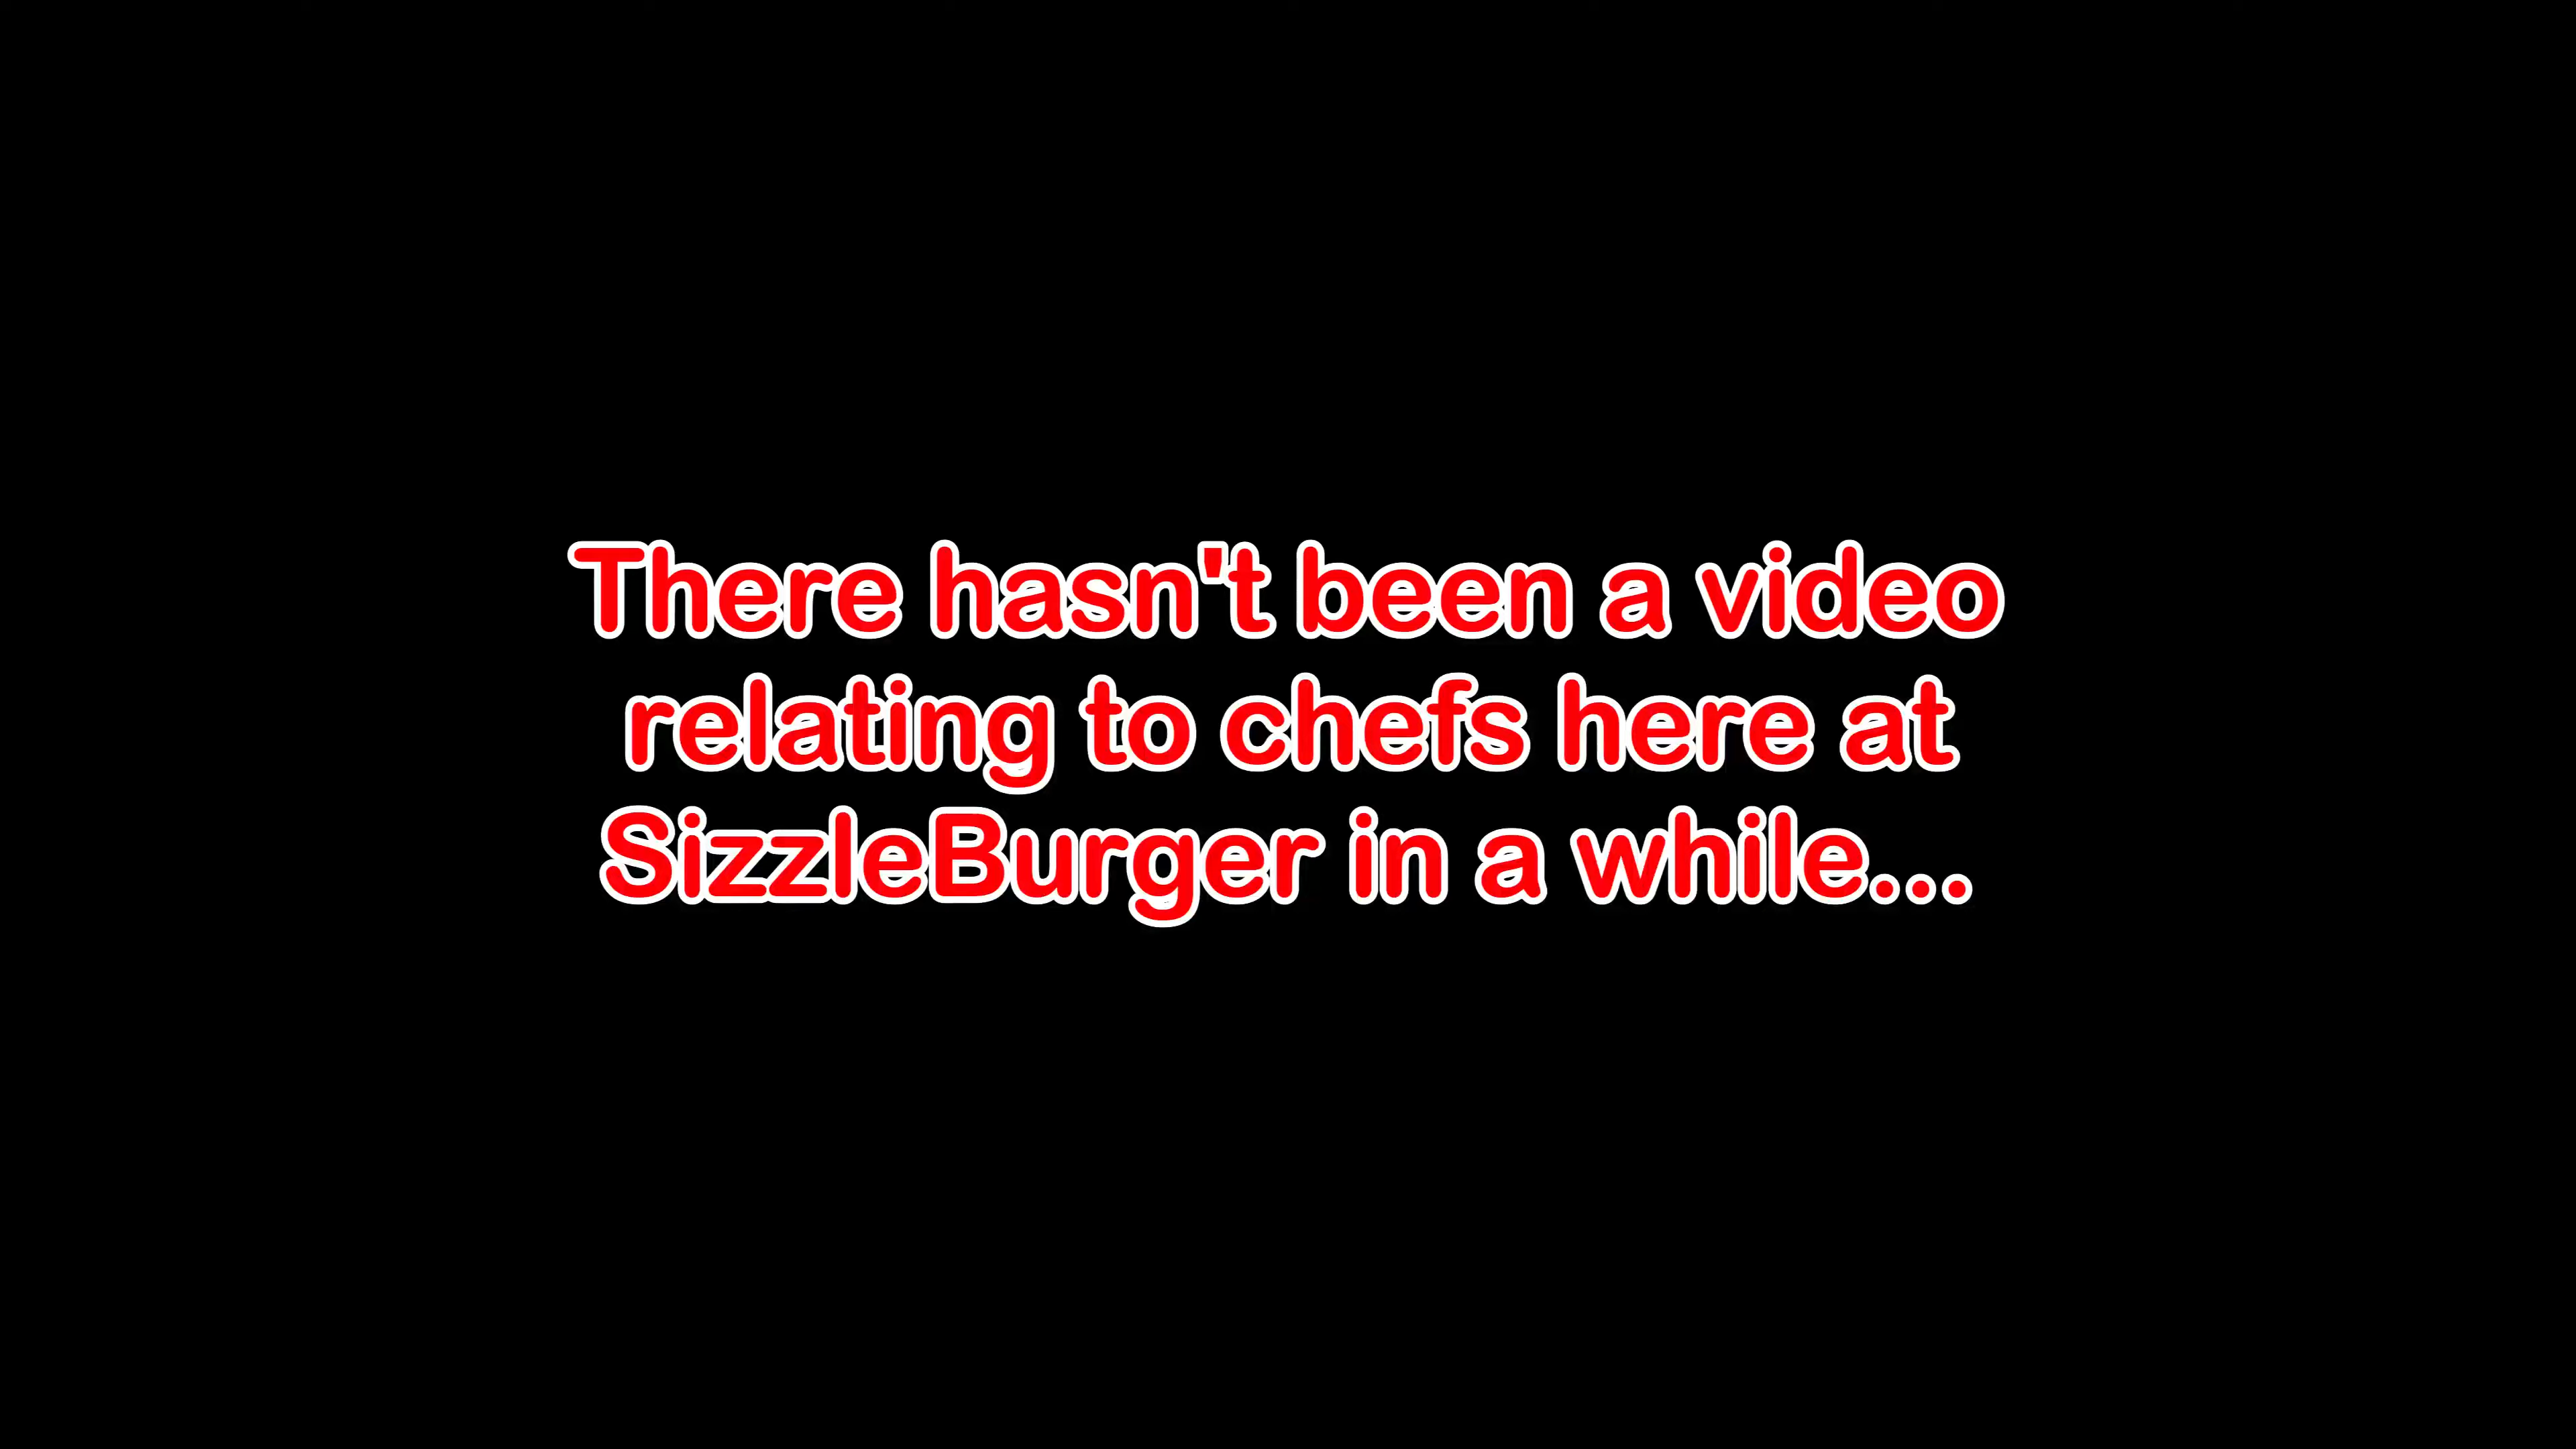 There hasn't been a video
relating to chefs here at
SizzleBurger in a while...